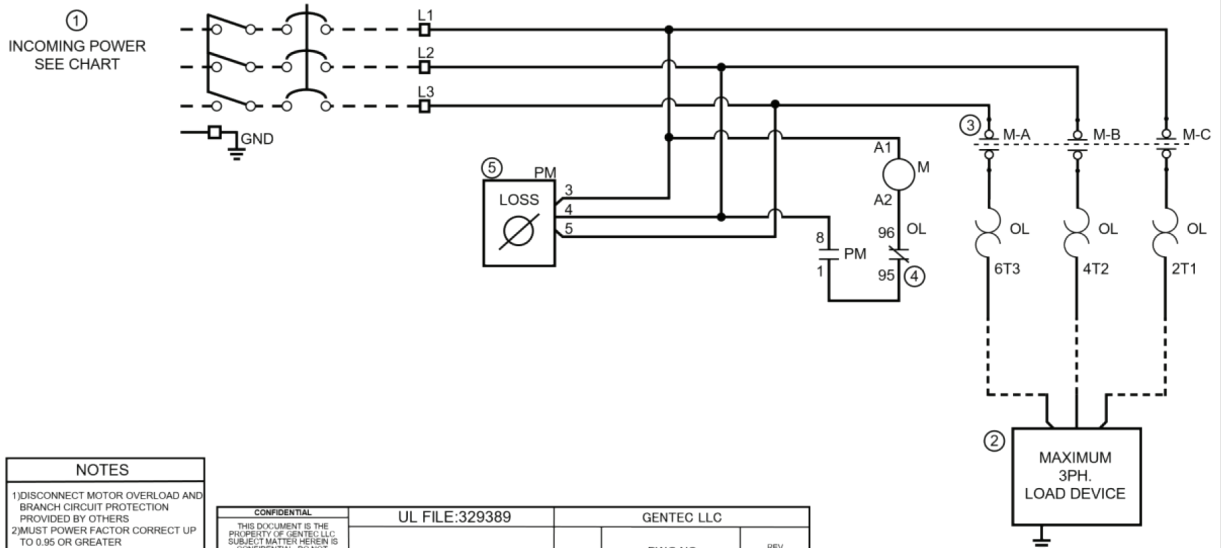 1
INCOMING POWER
SEE CHART
L1
L2
L3
GND
3
M-A
M-B
M-C
A1
M
A2
5
PM
LOSS
3
4
5
96
OL
8
PM
1
95
4
OL
OL
OL
6T3
4T2
2T1
2
MAXIMUM
3PH.
LOAD DEVICE
NOTES
1)DISCONNECT MOTOR OVERLOAD AND
BRANCH CIRCUIT PROTECTION
PROVIDED BY OTHERS
2)MUST POWER FACTOR CORRECT UP
TO 0.95 OR GREATER
CONFIDENTIAL
THIS DOCUMENT IS THE
PROPERTY OF GENTEC LLC
SUBJECT MATTER HEREIN IS
UL FILE:329389
GENTEC LLC
REV